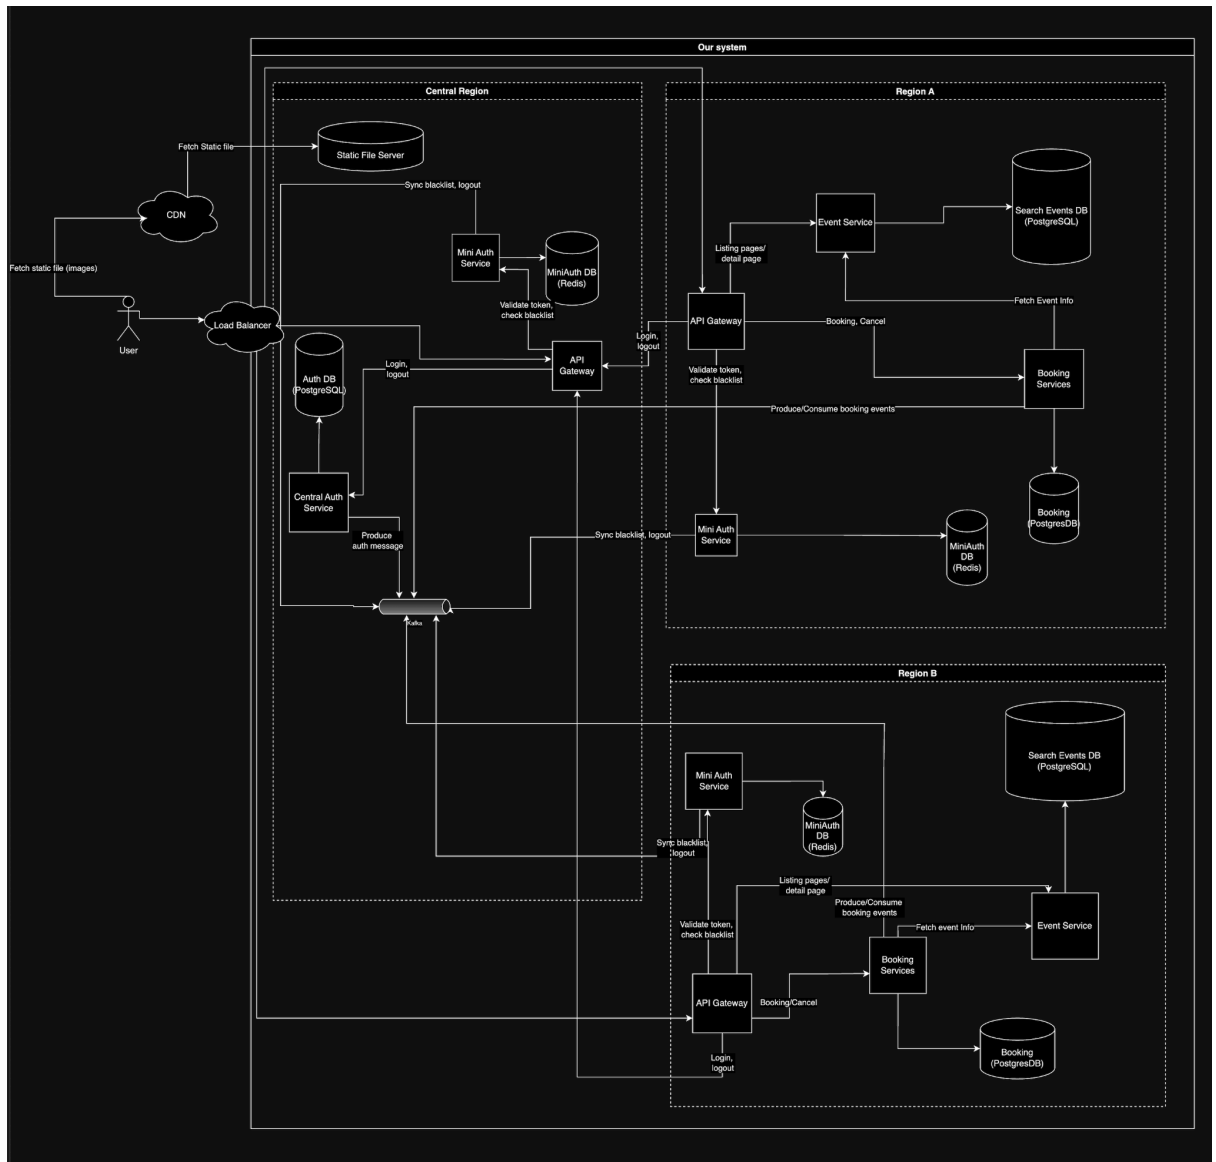 Our system
Central Region
Region A
Fetch Static file
Static File Server
Sync blacklist, logout
CDN
Fetch static file (images)
User
Load Balancer
Mini Auth
Service
MiniAuth DB
(Redis)
Validate token,
check blacklist
API
Gateway
Login,
logout
Auth DB
(PostgreSQL)
Central Auth
Service
Produce
auth message
Kafka
Event Service
Search Events DB
(PostgreSQL)
Listing pages/
detail page
Fetch Event Info
API Gateway
Booking, Cancel
Login,
logout
Validate token,
check blacklist
Booking
Services
Produce/Consume booking events
Booking
(PostgresDB)
Mini Auth
Service
Sync blacklist, logout
MiniAuth
DB
(Redis)
Region B
Search Events DB
(PostgreSQL)
Mini Auth
Service
MiniAuth
DB
(Redis)
Sync blacklist,
logout
Listing pages/
detail page
Produce/Consume
booking events
Validate token,
check blacklist
Fetch event Info
Event Service
Booking
Services
API Gateway
Booking/Cancel
Login,
logout
Booking
(PostgresDB)